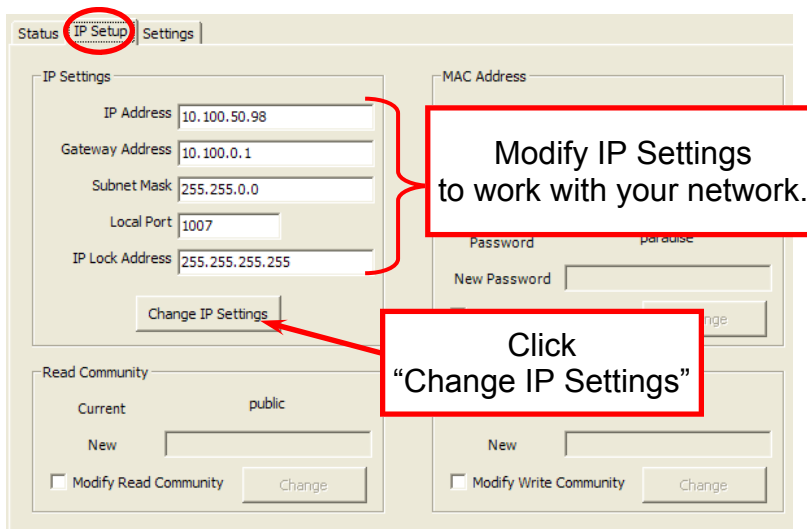 Status IP Setup Settings
IP Settings
IP Address 10.100.50.98
Gateway Address 10.100.0.1
Subnet Mask 255.255.0.0
Local Port 1007
IP Lock Address 255.255.255.255
Change IP Settings
MAC Address
Modify IP Settings
to work with your network.
Password paradise
New Password
Click
“Change IP Settings”
Read Community
Current public
New
Modify Read Community Change
New
Modify Write Community Change